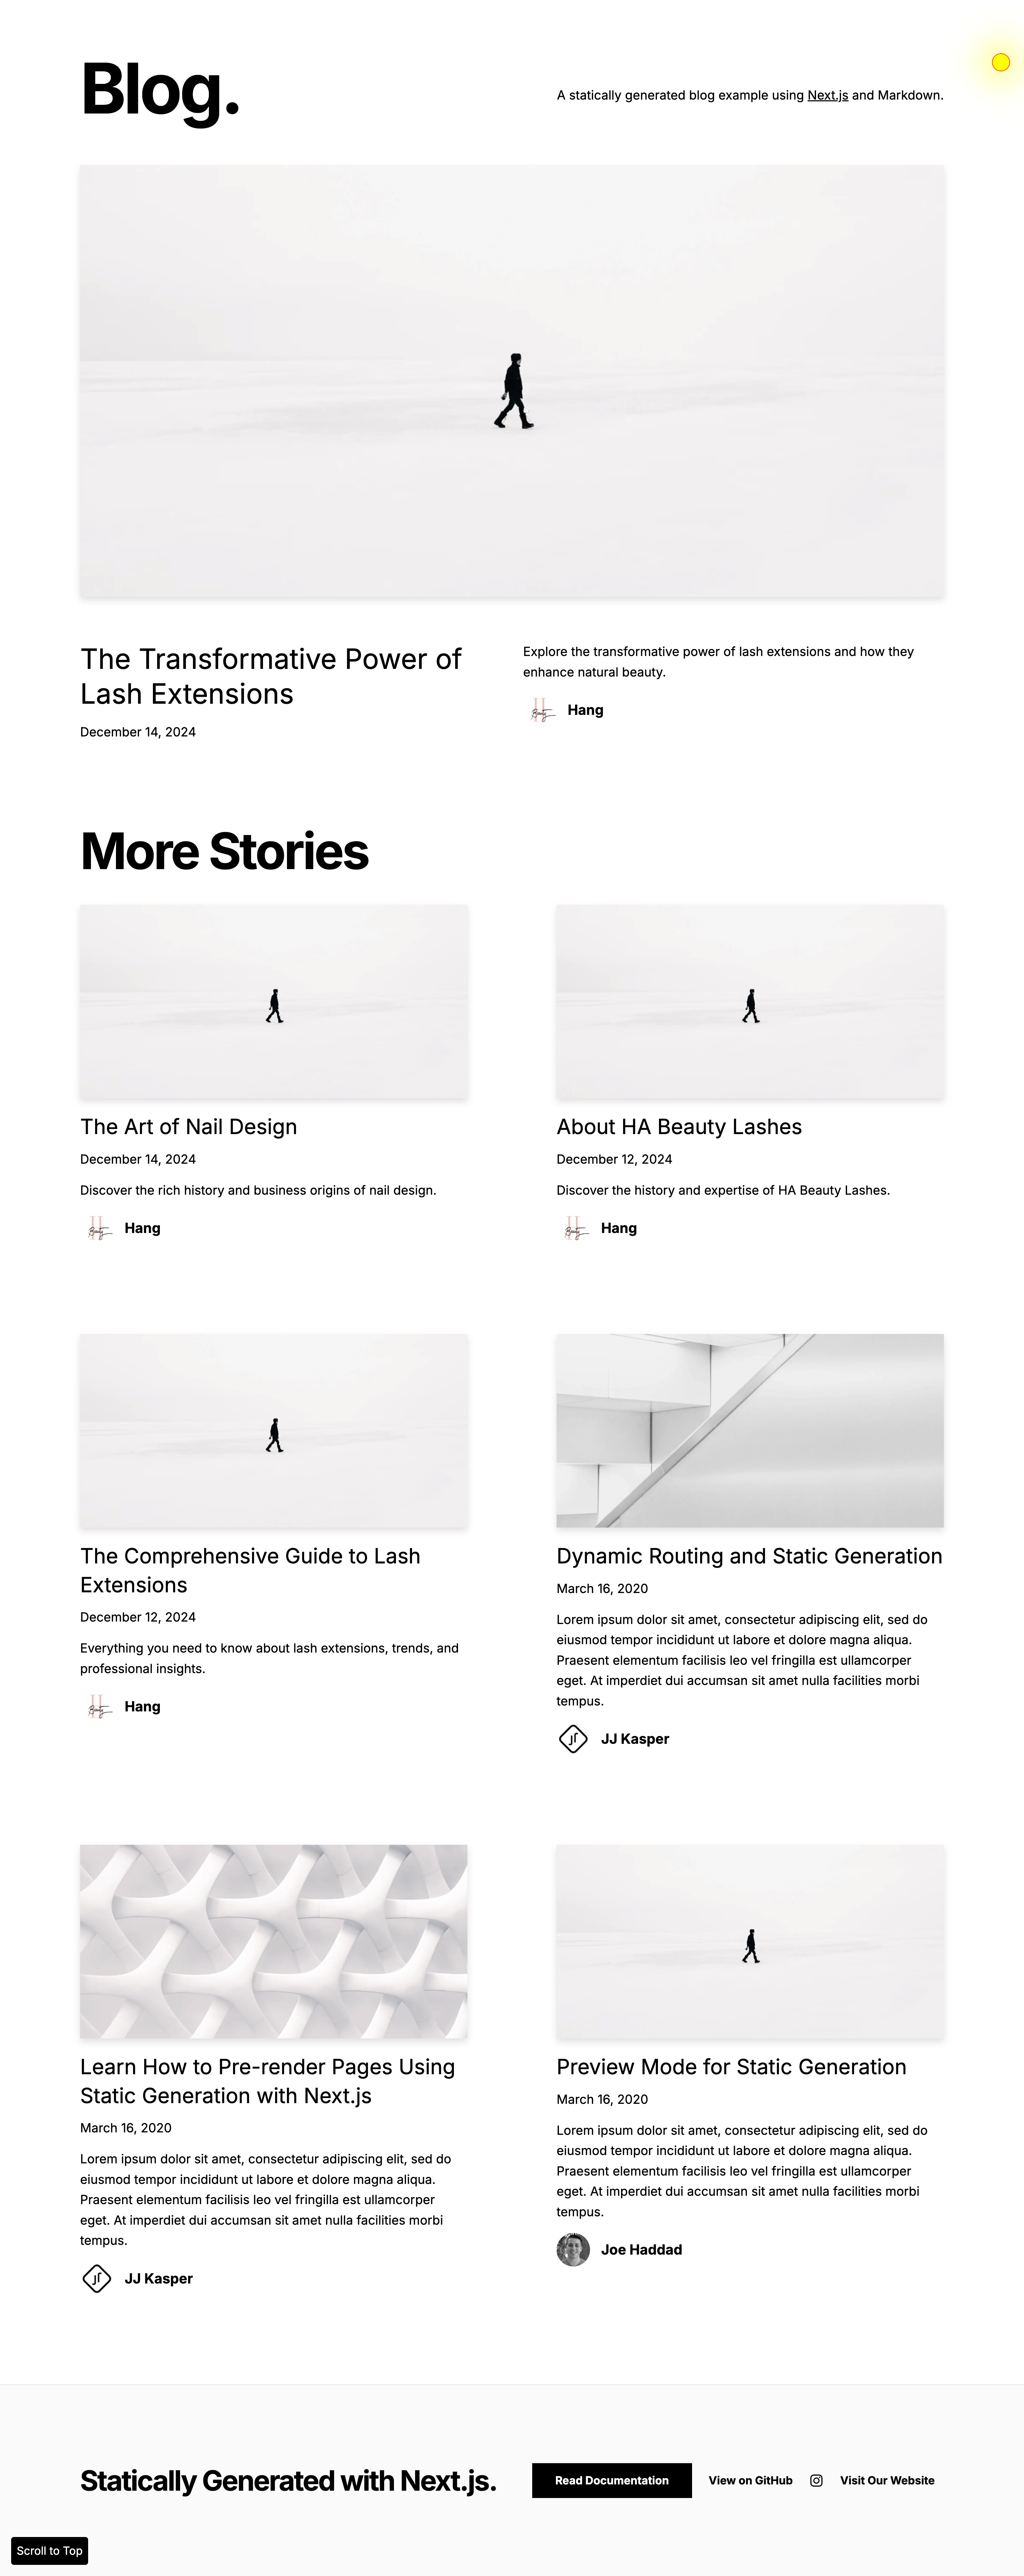 Blog.
A statically generated blog example using Next.js and Markdown.
The Transformative Power of
Lash Extensions
December 14, 2024
Explore the transformative power of lash extensions and how they
enhance natural beauty.
Beauty
Hang
More Stories
The Art of Nail Design
December 14, 2024
Discover the rich history and business origins of nail design.
Beauty
Hang
About HA Beauty Lashes
December 12, 2024
Discover the history and expertise of HA Beauty Lashes.
Beauty
Hang
The Comprehensive Guide to Lash
Extensions
December 12, 2024
Everything you need to know about lash extensions, trends, and
professional insights.
Beauty
Hang
Dynamic Routing and Static Generation
March 16, 2020
Lorem ipsum dolor sit amet, consectetur adipiscing elit, sed do
eiusmod tempor incididunt ut labore et dolore magna aliqua.
Praesent elementum facilisis leo vel fringilla est ullamcorper
eget. At imperdiet dui accumsan sit amet nulla facilities morbi
tempus.
JJ Kasper
Learn How to Pre-render Pages Using
Static Generation with Next.js
March 16, 2020
Lorem ipsum dolor sit amet, consectetur adipiscing elit, sed do
eiusmod tempor incididunt ut labore et dolore magna aliqua.
Praesent elementum facilisis leo vel fringilla est ullamcorper
eget. At imperdiet dui accumsan sit amet nulla facilities morbi
tempus.
JJ Kasper
Preview Mode for Static Generation
March 16, 2020
Lorem ipsum dolor sit amet, consectetur adipiscing elit, sed do
eiusmod tempor incididunt ut labore et dolore magna aliqua.
Praesent elementum facilisis leo vel fringilla est ullamcorper
eget. At imperdiet dui accumsan sit amet nulla facilities morbi
tempus.
Joe Haddad
Statically Generated with Next.js.
Read Documentation
View on GitHub
Visit Our Website
Scroll to Top